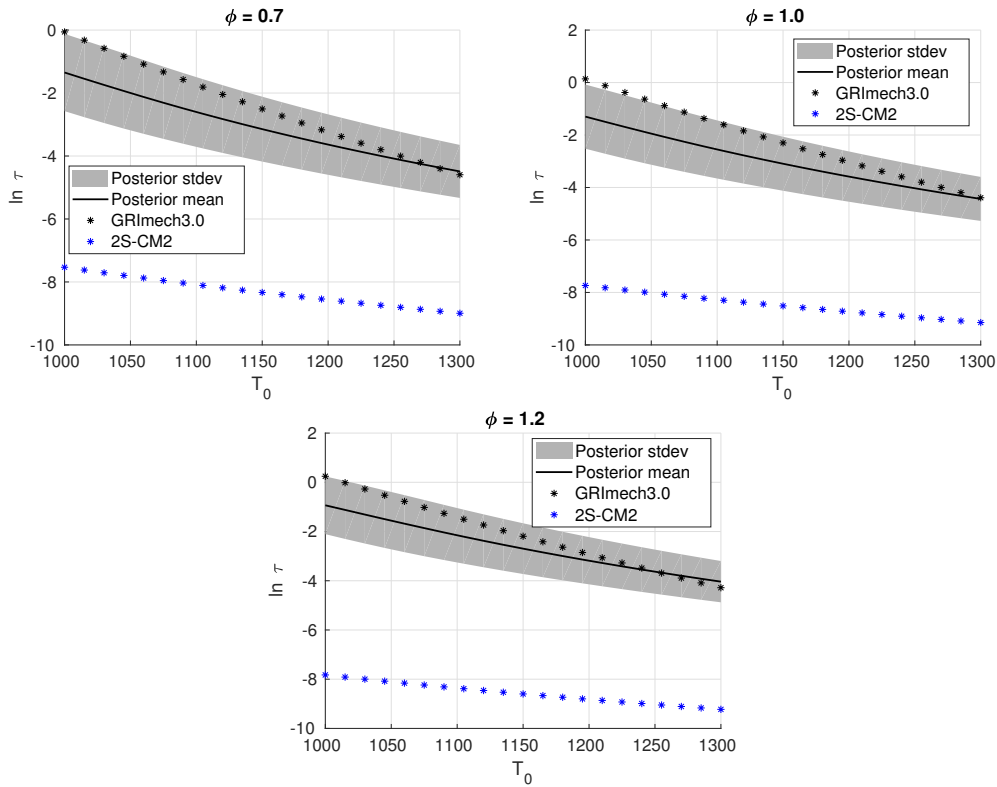 ϕ = 0.7
0
-2
-4
-6
-8
-10
ln τ
Posterior stdev
Posterior mean
GRImech3.0
2S-CM2
1000 1050 1100 1150 1200 1250 1300
T₀
ϕ = 1.0
2
0
-2
-4
-6
-8
-10
ln τ
Posterior stdev
Posterior mean
GRImech3.0
2S-CM2
1000 1050 1100 1150 1200 1250 1300
T₀
ϕ = 1.2
2
0
-2
-4
-6
-8
-10
ln τ
Posterior stdev
Posterior mean
GRImech3.0
2S-CM2
1000 1050 1100 1150 1200 1250 1300
T₀